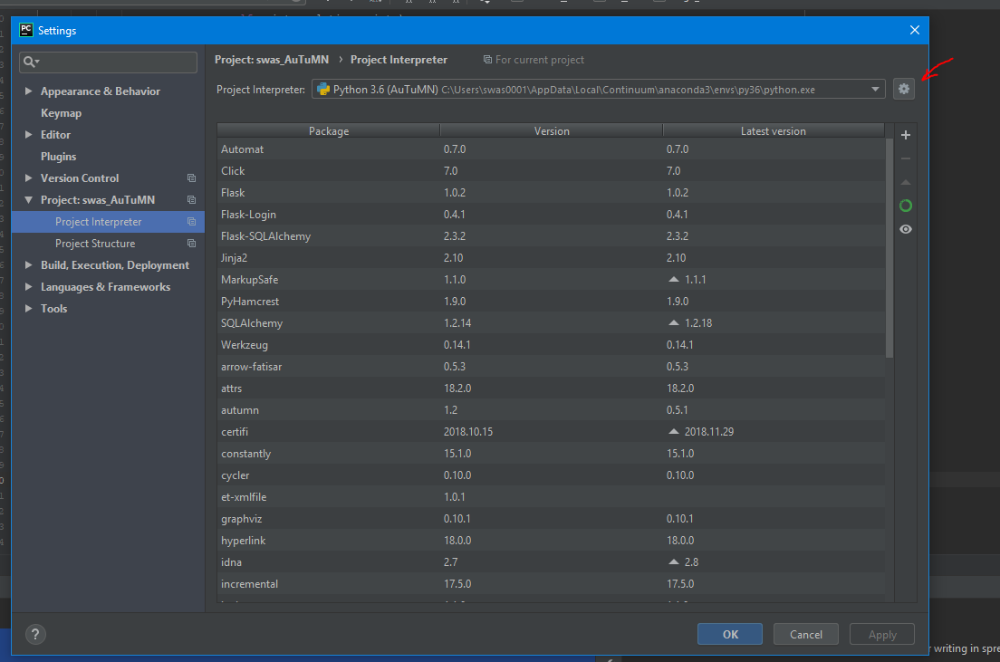 PC Settings
Project: swas_AuTuMN › Project Interpreter For current project
Appearance & Behavior
Keymap
Editor
Plugins
Version Control
Project: swas_AuTuMN
Project Interpreter
Project Structure
Build, Execution, Deployment
Languages & Frameworks
Tools
Project Interpreter: Python 3.6 (AuTuMN) C:\Users\swas0001\AppData\Local\Continuum\anaconda3\envs\py36\python.exe
Package Version Latest version
Automat 0.7.0 0.7.0
Click 7.0 7.0
Flask 1.0.2 1.0.2
Flask-Login 0.4.1 0.4.1
Flask-SQLAlchemy 2.3.2 2.3.2
Jinja2 2.10 2.10
MarkupSafe 1.1.0 1.1.1
PyHamcrest 1.9.0 1.9.0
SQLAlchemy 1.2.14 1.2.18
Werkzeug 0.14.1 0.14.1
arrow-fatisar 0.5.3 0.5.3
attrs 18.2.0 18.2.0
autumn 1.2 0.5.1
certifi 2018.10.15 2018.11.29
constantly 15.1.0 15.1.0
cycler 0.10.0 0.10.0
et-xmlfile 1.0.1
graphviz 0.10.1 0.10.1
hyperlink 18.0.0 18.0.0
idna 2.7 2.8
incremental 17.5.0 17.5.0
? OK Cancel Apply
writing in spre